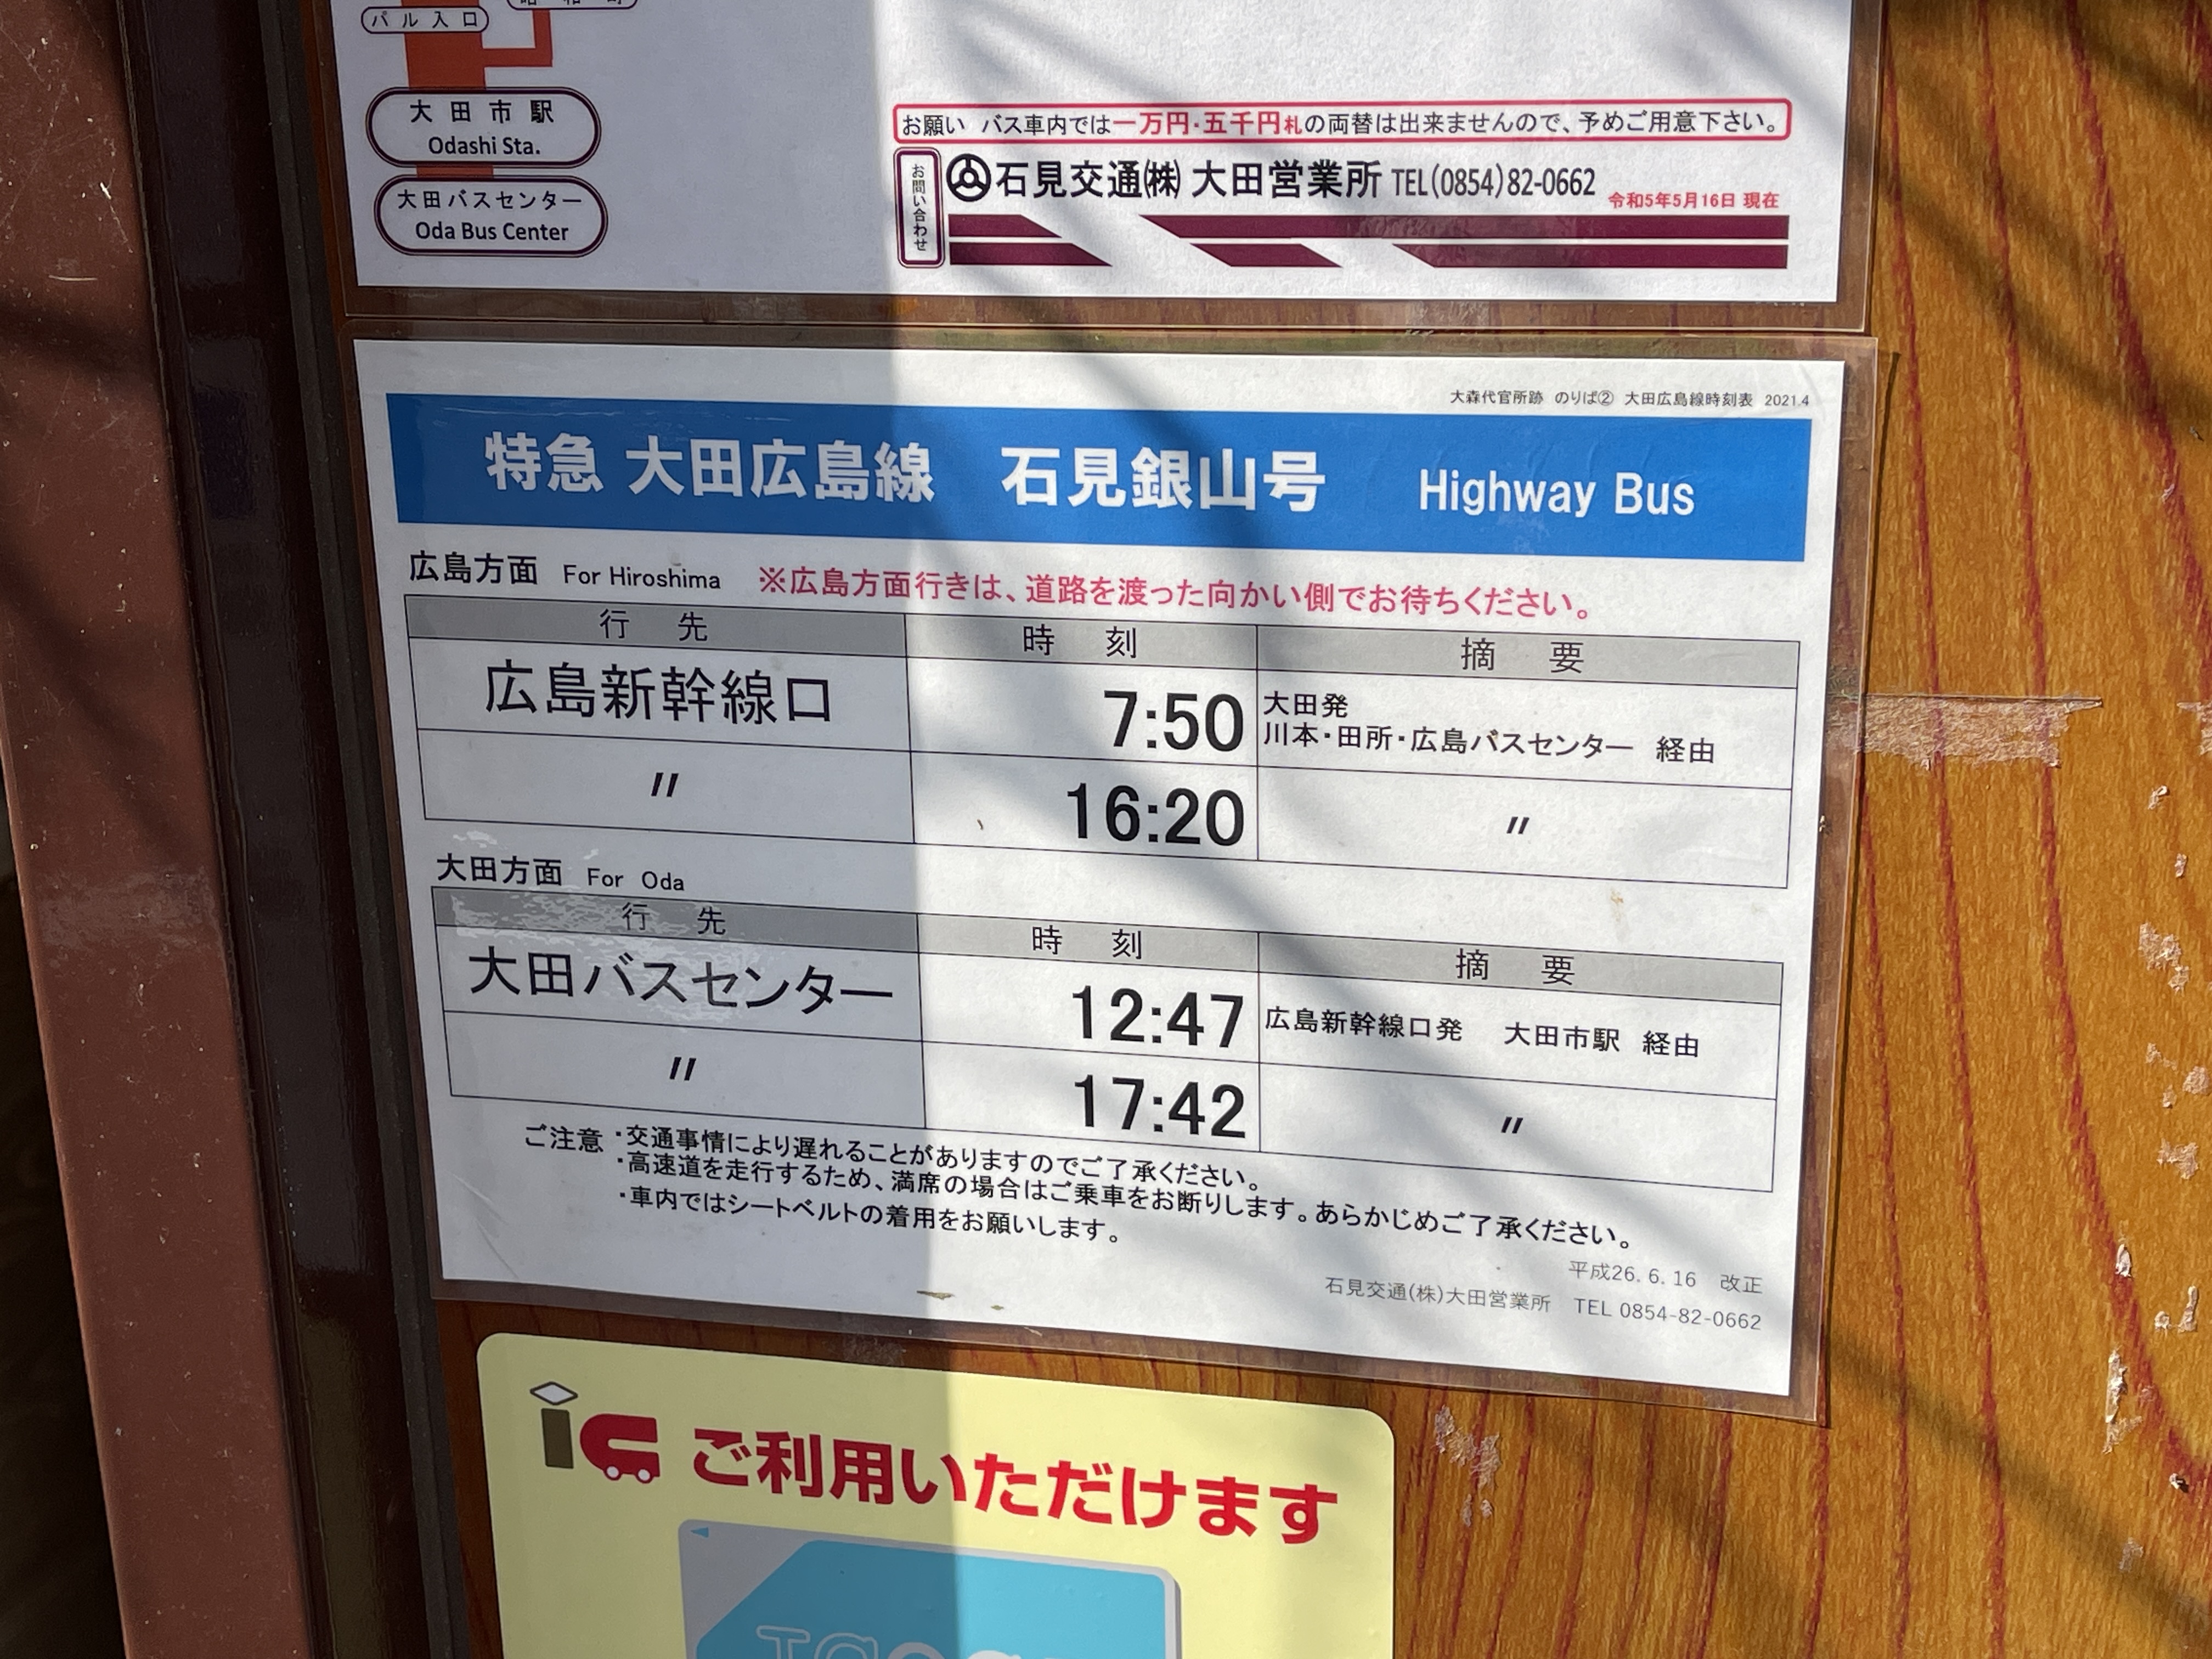 パル入口
大田市駅
Odashi Sta.
大田バスセンター
Oda Bus Center
お願い バス車内では一万円・五千円札の両替は出来ませんので、予めご用意下さい。
お問い合わせ
石見交通㈱ 大田営業所 TEL(0854)82-0662
令和5年5月16日 現在
大森代官所跡 のりば② 大田広島線時刻表 2021.4
特急 大田広島線 石見銀山号 Highway Bus
広島方面 For Hiroshima ※広島方面行きは、道路を渡った向かい側でお待ちください。
行先 時刻 摘要
広島新幹線口 7:50 大田発
川本・田所・広島バスセンター 経由
〃 16:20 〃
大田方面 For Oda
行先 時刻 摘要
大田バスセンター 12:47 広島新幹線口発 大田市駅 経由
〃 17:42 〃
ご注意 ・交通事情により遅れることがありますのでご了承ください。
・高速道を走行するため、満席の場合はご乗車をお断りします。あらかじめご了承ください。
・車内ではシートベルトの着用をお願いします。
平成26.6.16 改正
石見交通(株)大田営業所 TEL 0854-82-0662
ご利用いただけます